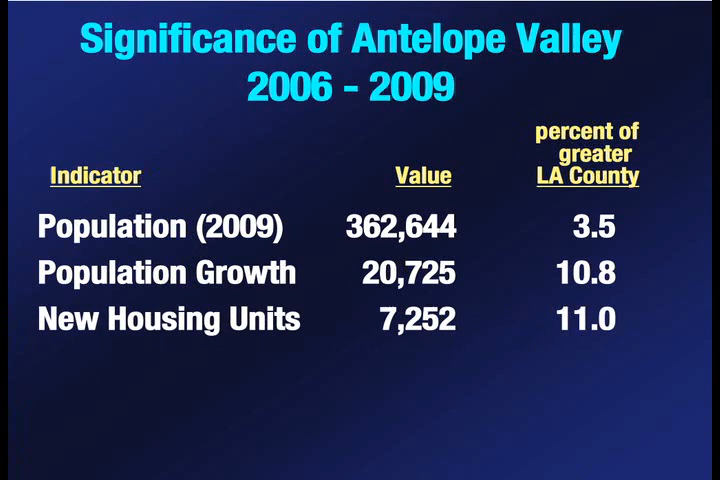 Significance of Antelope Valley
2006 - 2009
percent of
greater
Indicator Value LA County
Population (2009) 362,644 3.5
Population Growth 20,725 10.8
New Housing Units 7,252 11.0